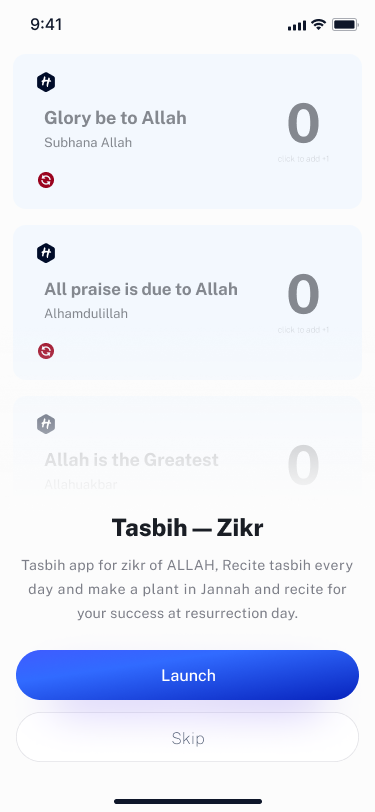 9:41
Glory be to Allah
Subhana Allah
0
click to add +1
All praise is due to Allah
Alhamdulillah
0
click to add +1
Allah is the Greatest
Allahuakbar
0
Tasbih — Zikr
Tasbih app for zikr of ALLAH, Recite tasbih every
day and make a plant in Jannah and recite for
your success at resurrection day.
Launch
Skip